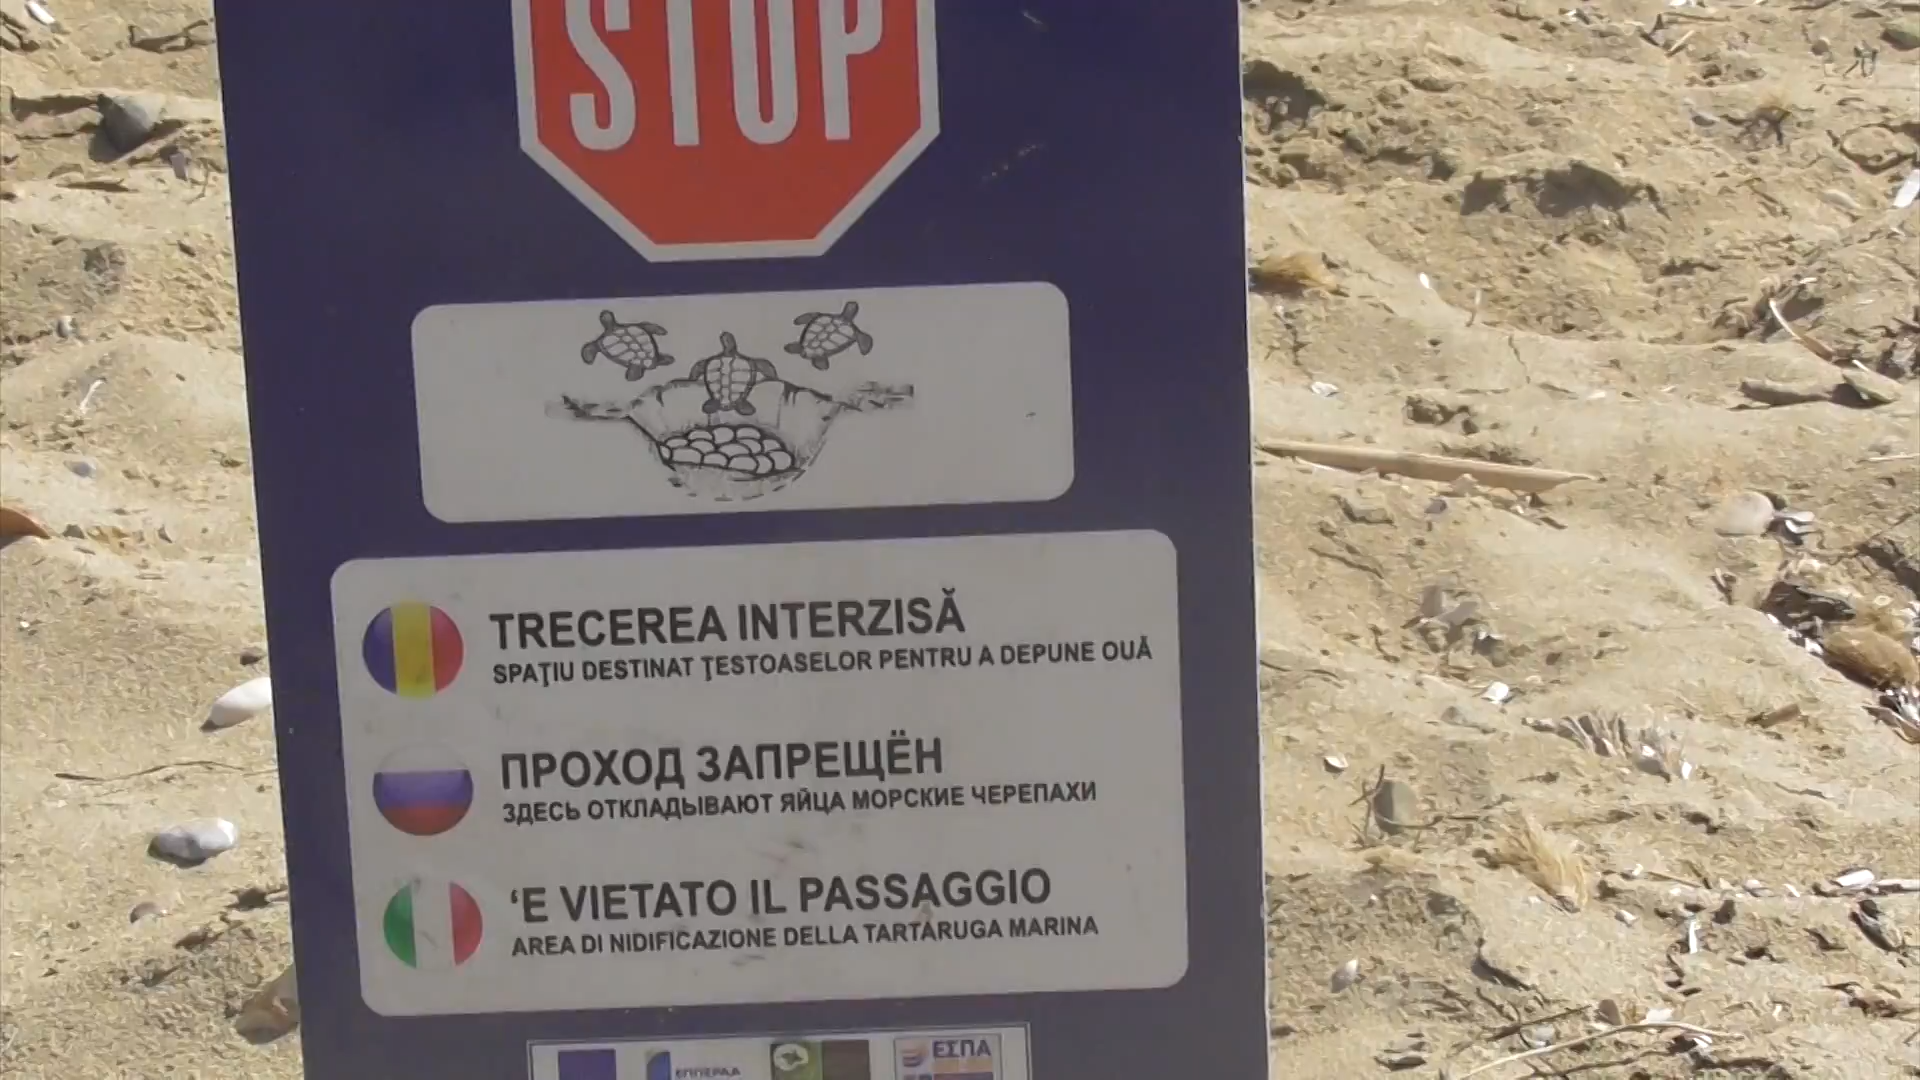 STOP
TRECEREA INTERZISĂ
SPAŢIU DESTINAT ŢESTOASELOR PENTRU A DEPUNE OUĂ
ПРОХОД ЗАПРЕЩЁН
ЗДЕСЬ ОТКЛАДЫВАЮТ ЯЙЦА МОРСКИЕ ЧЕРЕПАХИ
‘E VIETATO IL PASSAGGIO
AREA DI NIDIFICAZIONE DELLA TARTARUGA MARINA
ΕΠΠΕΡΑΑ ΕΣΠΑ